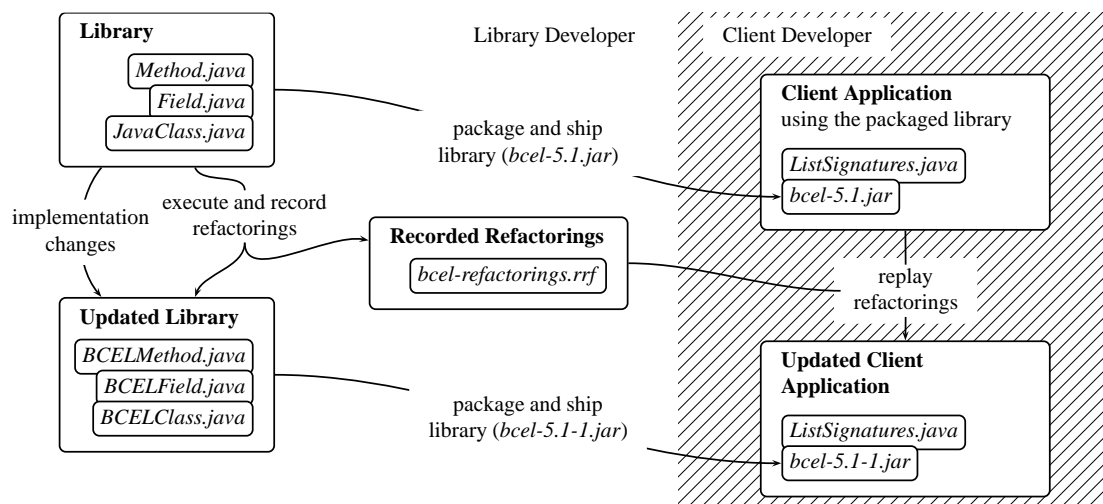 Library
Method.java
Field.java
JavaClass.java
Library Developer
Client Developer
package and ship
library (bcel-5.1.jar)
Client Application
using the packaged library
ListSignatures.java
bcel-5.1.jar
implementation
changes
execute and record
refactorings
Recorded Refactorings
bcel-refactorings.rrf
replay
refactorings
Updated Library
BCELMethod.java
BCELField.java
BCELClass.java
package and ship
library (bcel-5.1-1.jar)
Updated Client
Application
ListSignatures.java
bcel-5.1-1.jar